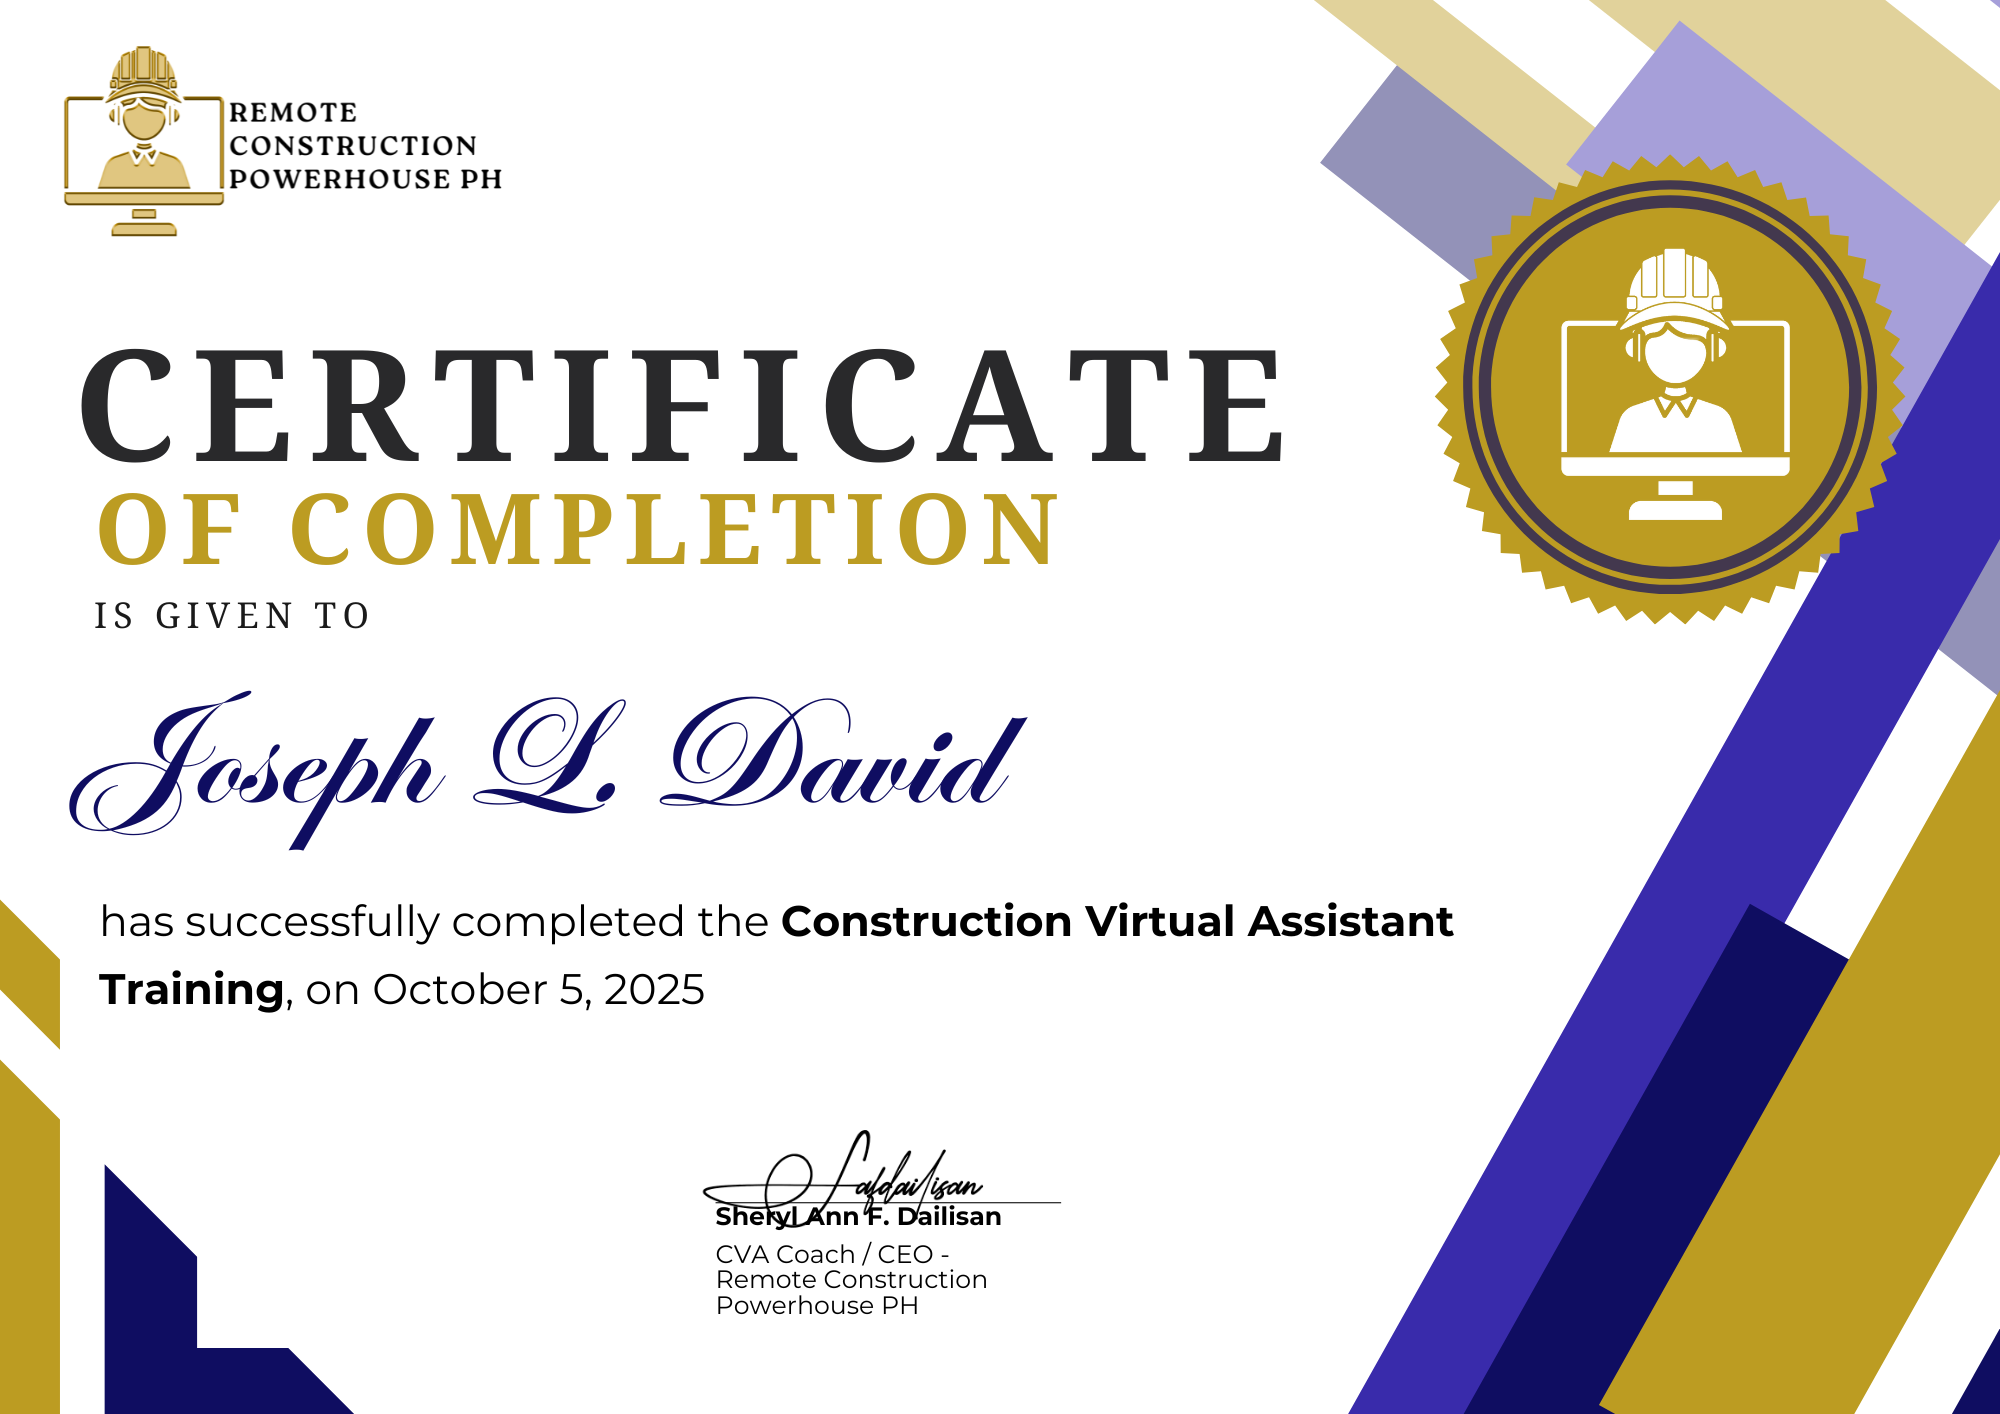 REMOTE
CONSTRUCTION
POWERHOUSE PH
CERTIFICATE
OF COMPLETION
IS GIVEN TO
Joseph L. David
has successfully completed the Construction Virtual Assistant
Training, on October 5, 2025
Safdailisan
Sheryl Ann F. Dailisan
CVA Coach / CEO -
Remote Construction
Powerhouse PH